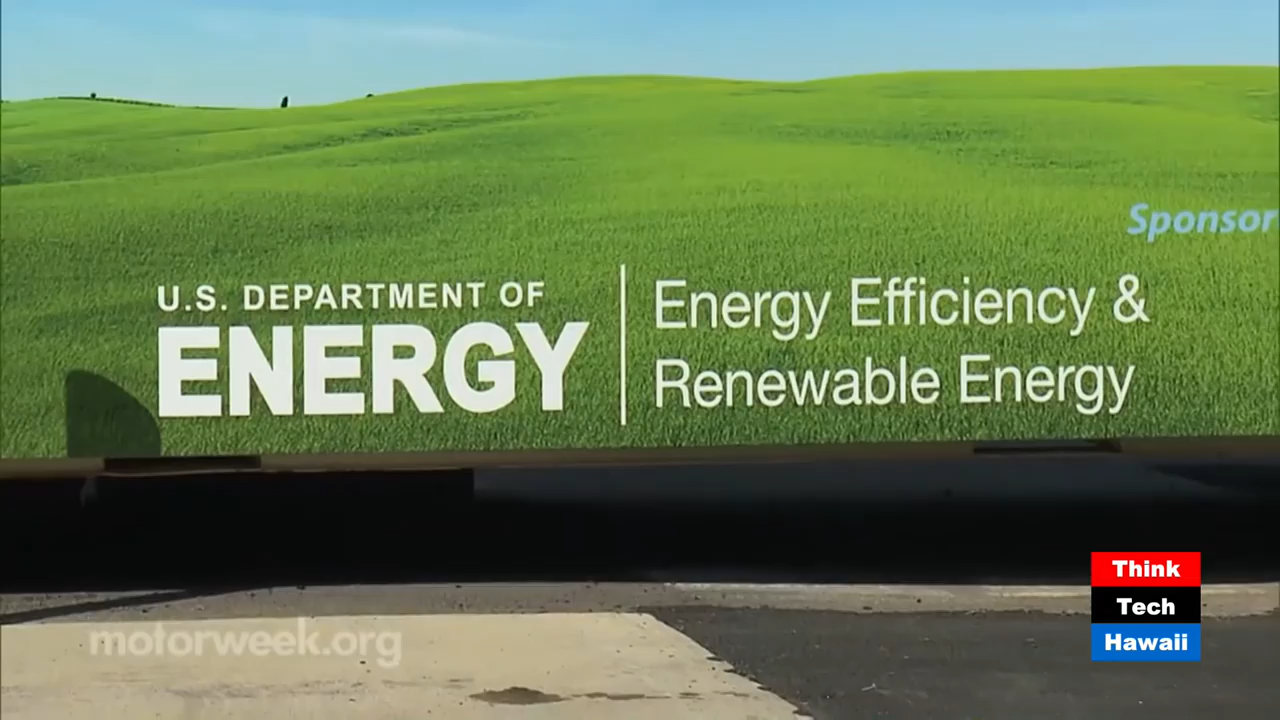 Sponsor
U.S. DEPARTMENT OF
ENERGY
Energy Efficiency &
Renewable Energy
Think
Tech
Hawaii
motorweek.org